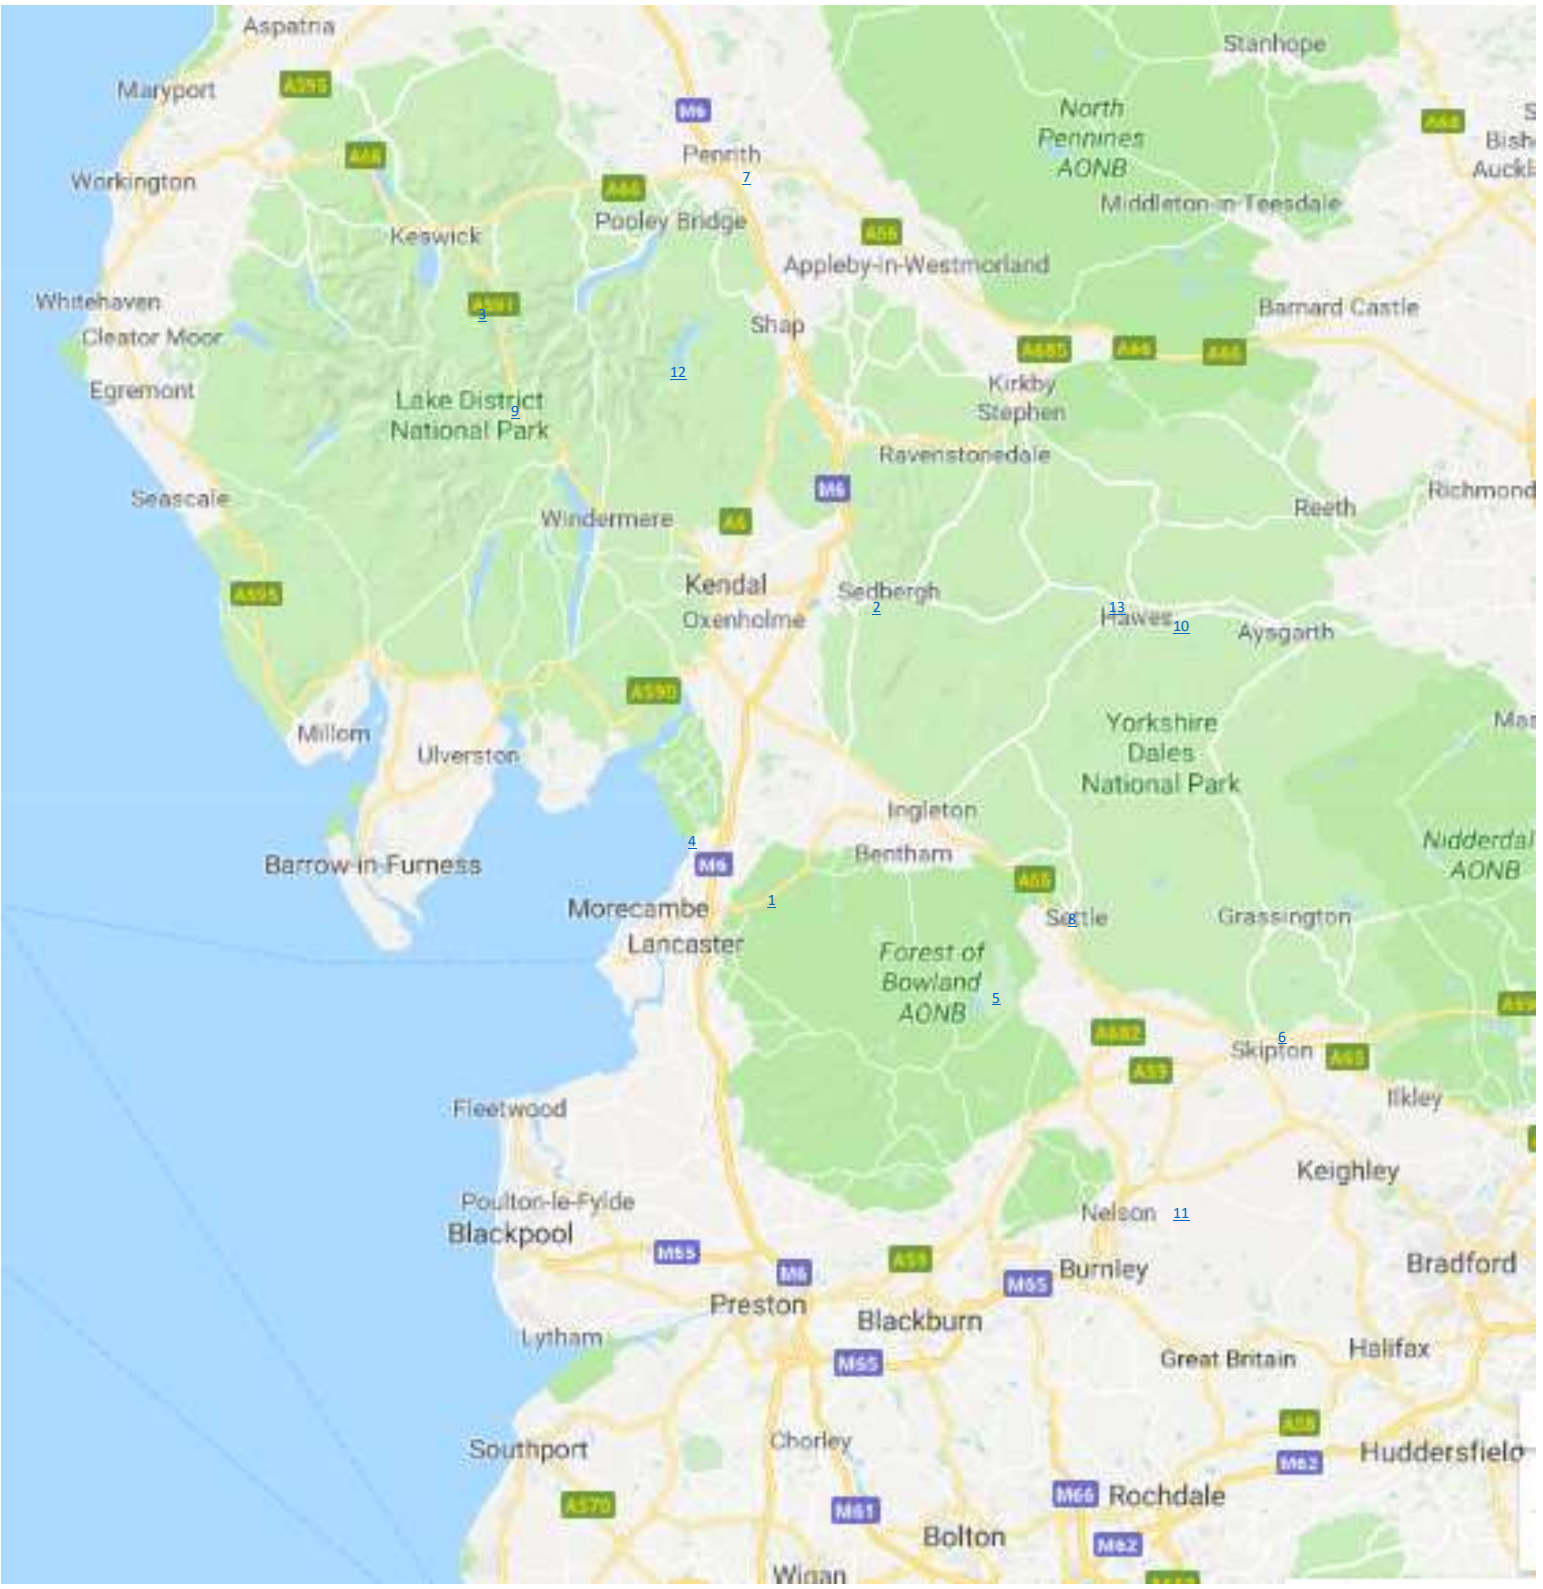 Aspatria
Stanhope
Maryport
A595
North
Pennines
AONB
M6
A68
Bish
Auckl
Penrith
A66
7
Workington
A66
Pooley Bridge
Middleton-in-Teesdale
Keswick
A66
Appleby-in-Westmorland
Whitehaven
A591
3
Barnard Castle
Cleator Moor
Shap
A685
A66
A66
12
Egremont
Kirkby
Stephen
Lake District
9
National Park
Ravenstonedale
M6
Richmond
Seascale
Reeth
Windermere
A6
Kendal
Sedbergh
2
A595
Oxenholme
13
Hawes
10
Aysgarth
A590
Yorkshire
Dales
National Park
Mas
Millom
Ulverston
Ingleton
4
Nidderdal
AONB
Barrow-in-Furness
M6
Bentham
A65
1
Morecambe
Settle
8
Grassington
Lancaster
Forest of
Bowland
AONB
5
A682
6
Skipton
A65
A59
Fleetwood
Ilkley
Keighley
Poulton-le-Fylde
Nelson
11
Blackpool
M55
A59
M6
M65
Burnley
Bradford
Preston
Blackburn
Lytham
M65
Great Britain
Halifax
A58
Southport
Chorley
M62
Huddersfield
A570
M61
M66
Rochdale
Bolton
M62
Wigan